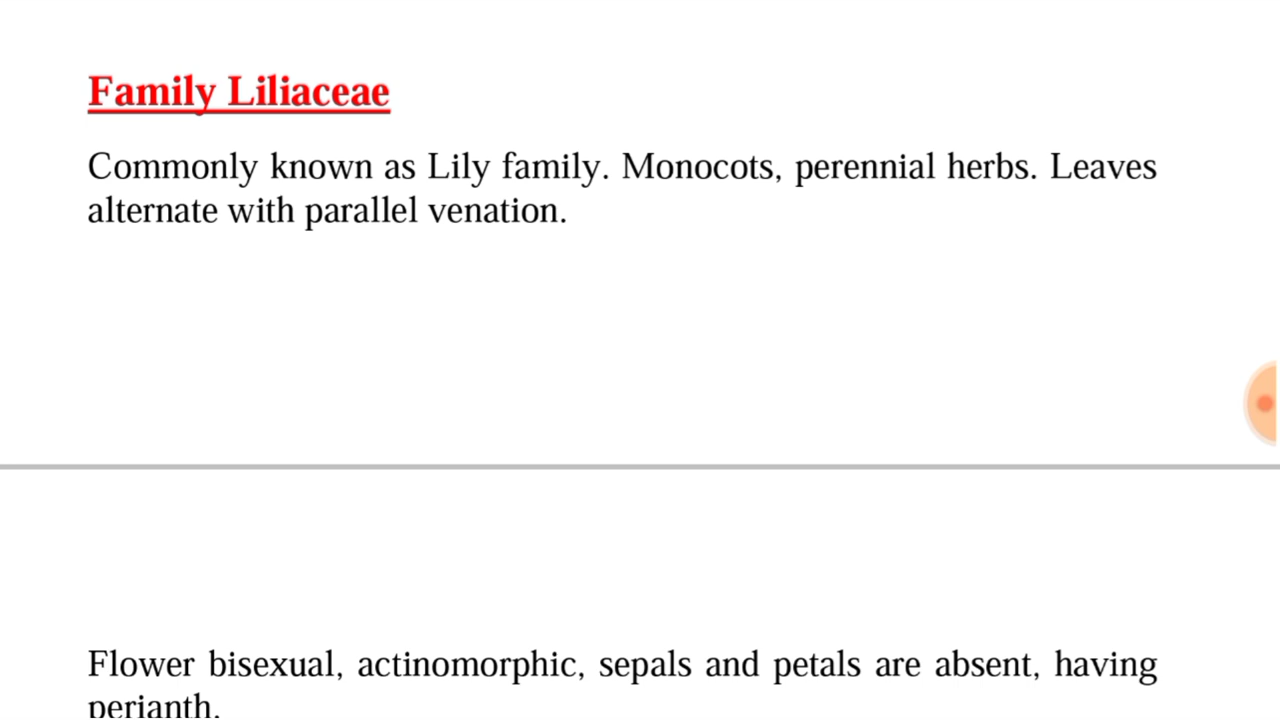 Family Liliaceae
Commonly known as Lily family. Monocots, perennial herbs. Leaves
alternate with parallel venation.
Flower bisexual, actinomorphic, sepals and petals are absent, having
perianth.